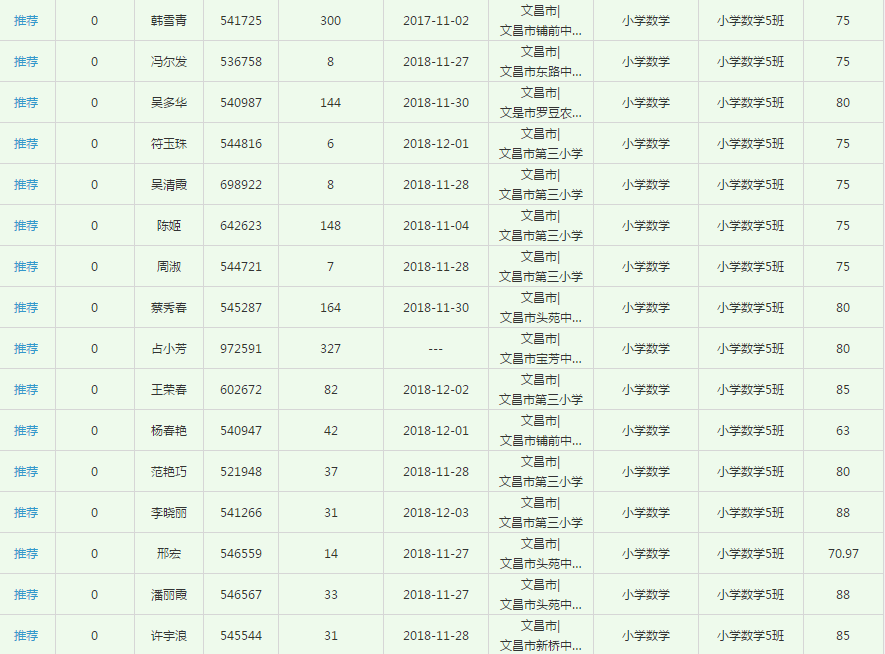 推荐 0 韩雪青 541725 300 2017-11-02 文昌市| 小学数学 小学数学5班 75
文昌市铺前中...
推荐 0 冯尔发 536758 8 2018-11-27 文昌市| 小学数学 小学数学5班 75
文昌市东路中...
推荐 0 吴多华 540987 144 2018-11-30 文昌市| 小学数学 小学数学5班 80
文昌市罗豆农...
推荐 0 符玉珠 544816 6 2018-12-01 文昌市| 小学数学 小学数学5班 75
文昌市第三小学
推荐 0 吴清霞 698922 8 2018-11-28 文昌市| 小学数学 小学数学5班 75
文昌市第三小学
推荐 0 陈姬 642623 148 2018-11-04 文昌市| 小学数学 小学数学5班 75
文昌市第三小学
推荐 0 周淑 544721 7 2018-11-28 文昌市| 小学数学 小学数学5班 75
文昌市第三小学
推荐 0 蔡秀春 545287 164 2018-11-30 文昌市| 小学数学 小学数学5班 80
文昌市头苑中...
推荐 0 占小芳 972591 327 --- 文昌市| 小学数学 小学数学5班 80
文昌市宝芳中...
推荐 0 王荣春 602672 82 2018-12-02 文昌市| 小学数学 小学数学5班 85
文昌市第三小学
推荐 0 杨春艳 540947 42 2018-12-01 文昌市| 小学数学 小学数学5班 63
文昌市铺前中...
推荐 0 范艳巧 521948 37 2018-11-28 文昌市| 小学数学 小学数学5班 80
文昌市第三小学
推荐 0 李晓丽 541266 31 2018-12-03 文昌市| 小学数学 小学数学5班 88
文昌市第三小学
推荐 0 邢宏 546559 14 2018-11-27 文昌市| 小学数学 小学数学5班 70.97
文昌市头苑中...
推荐 0 潘丽霞 546567 33 2018-11-27 文昌市| 小学数学 小学数学5班 88
文昌市头苑中...
推荐 0 许宇浪 545544 31 2018-11-28 文昌市| 小学数学 小学数学5班 85
文昌市新桥中...